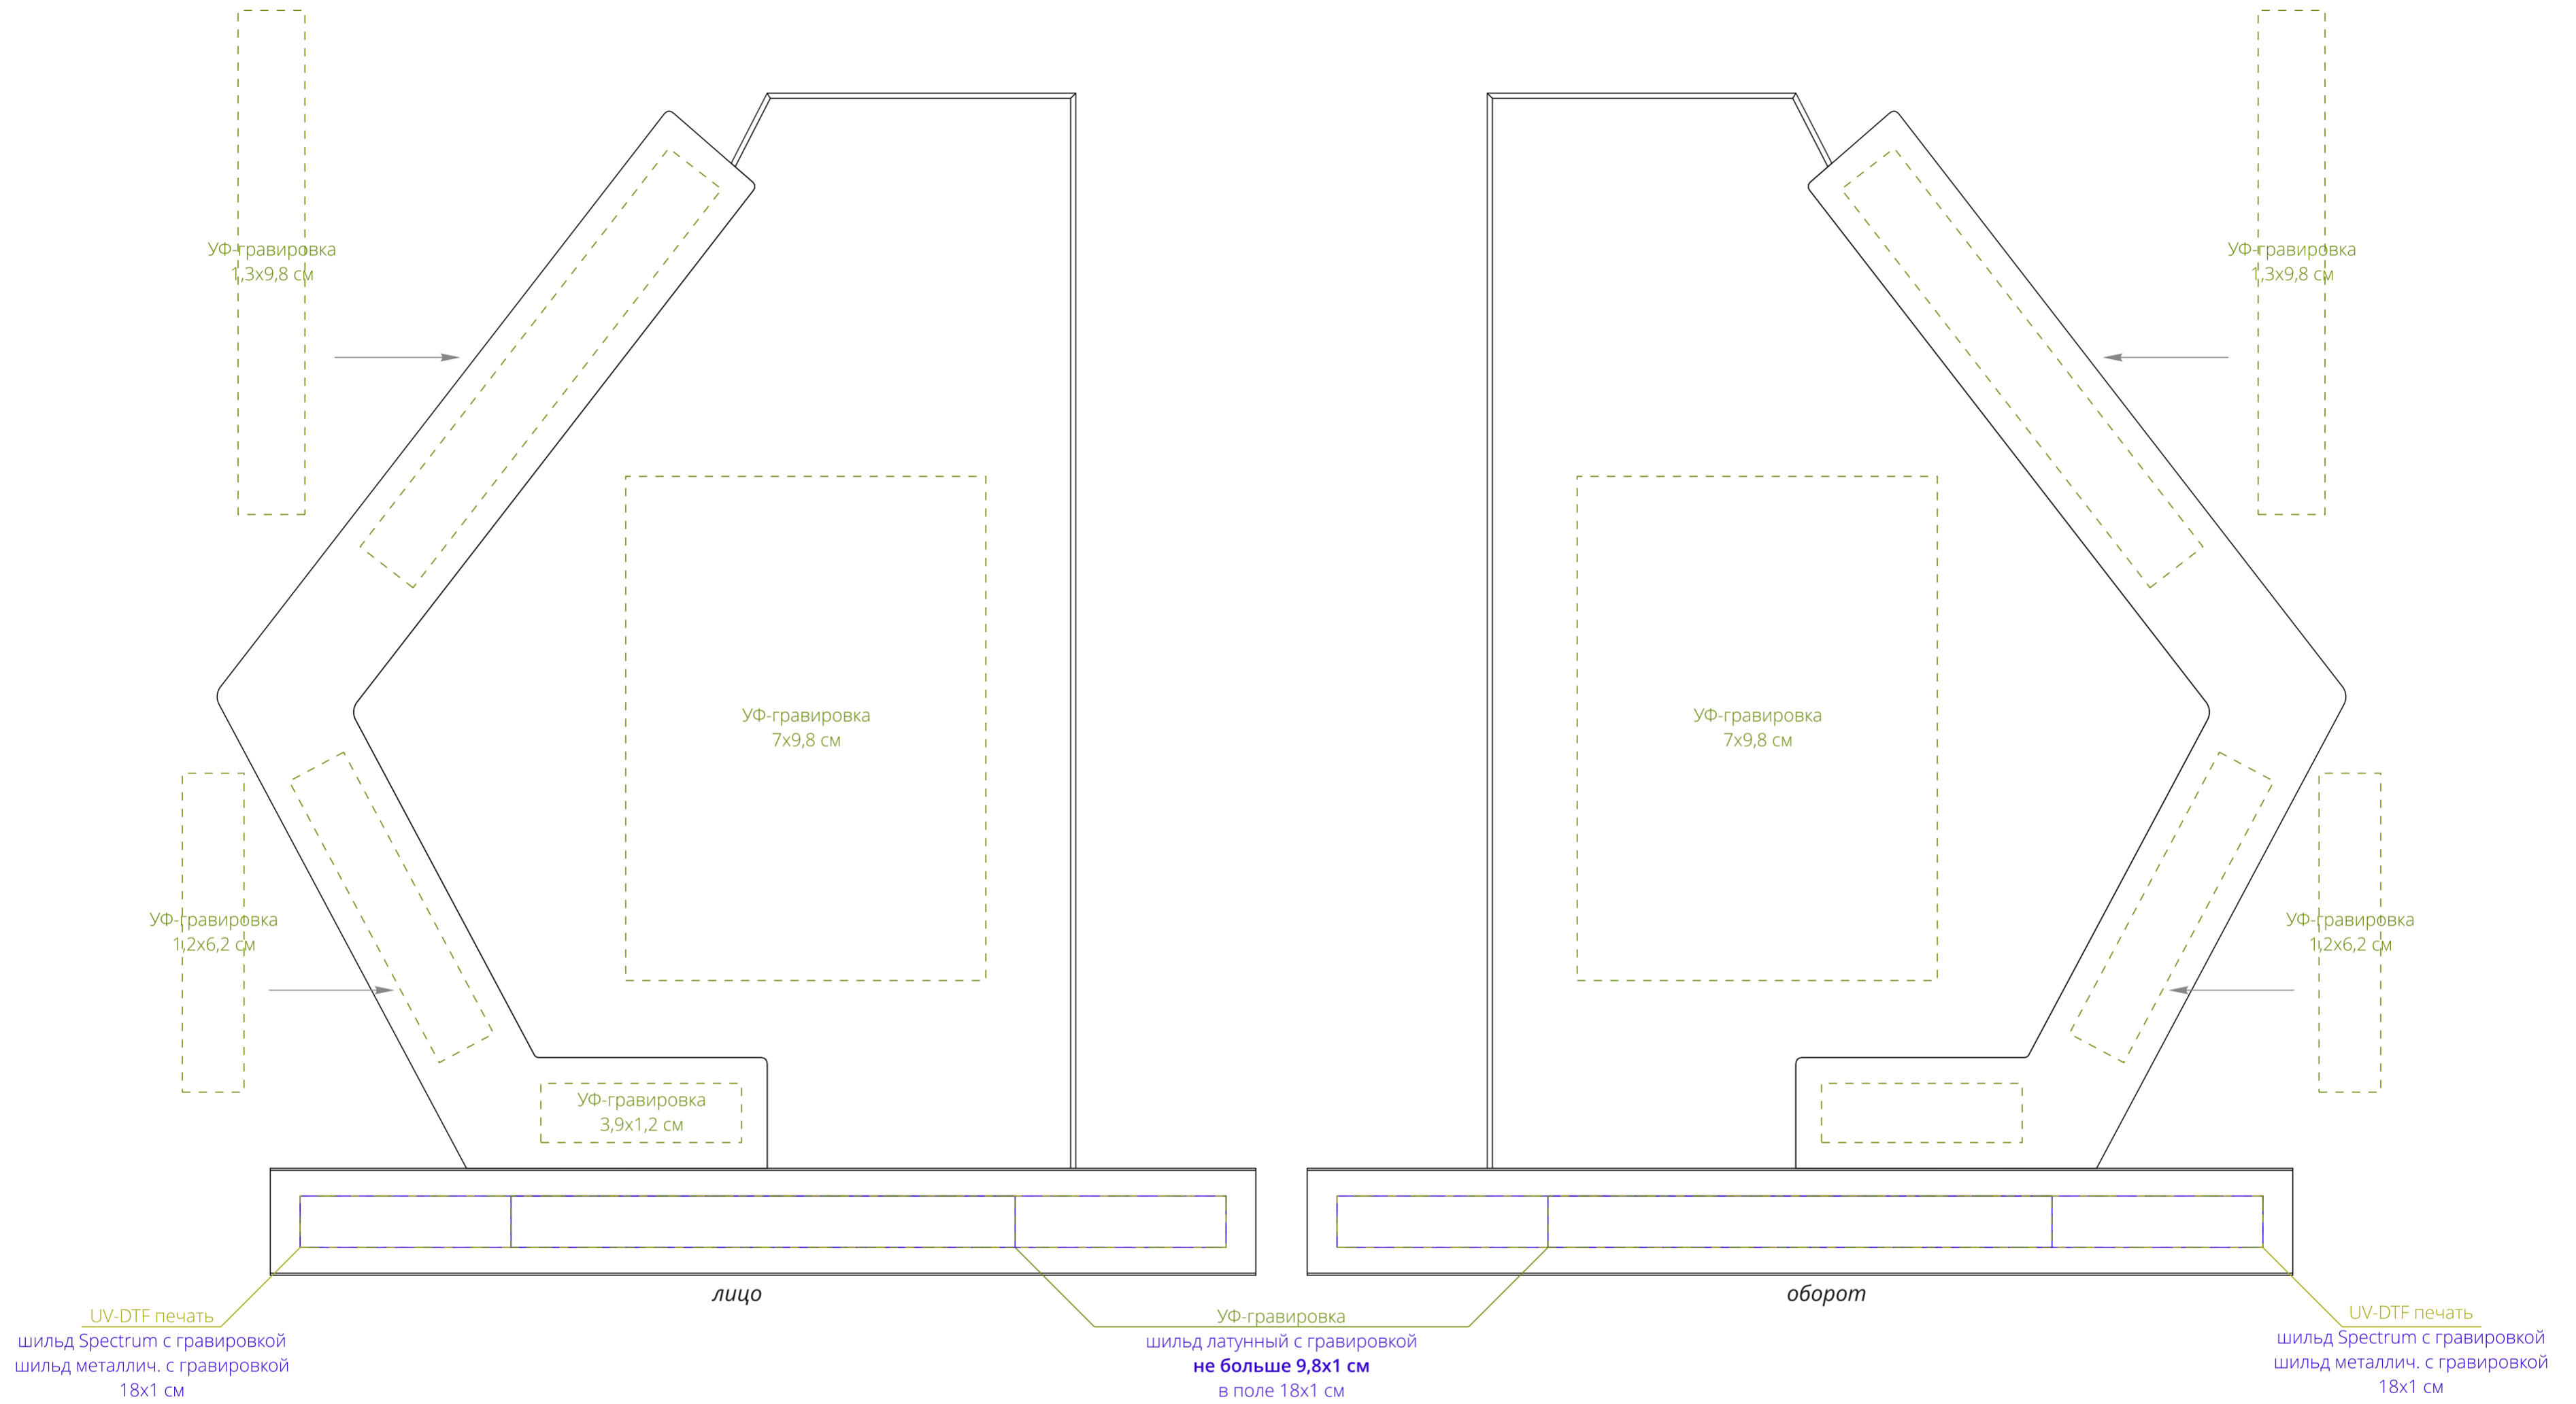 УФ-гравировка
1,3х9,8 см
УФ-гравировка
1,3х9,8 см
УФ-гравировка
7х9,8 см
УФ-гравировка
7х9,8 см
УФ-гравировка
1,2х6,2 см
УФ-гравировка
1,2х6,2 см
УФ-гравировка
3,9х1,2 см
лицо
оборот
UV-DTF печать
шильд Spectrum с гравировкой
шильд металлич. с гравировкой
18х1 см
УФ-гравировка
шильд латунный с гравировкой
не больше 9,8х1 см
в поле 18х1 см
UV-DTF печать
шильд Spectrum с гравировкой
шильд металлич. с гравировкой
18х1 см